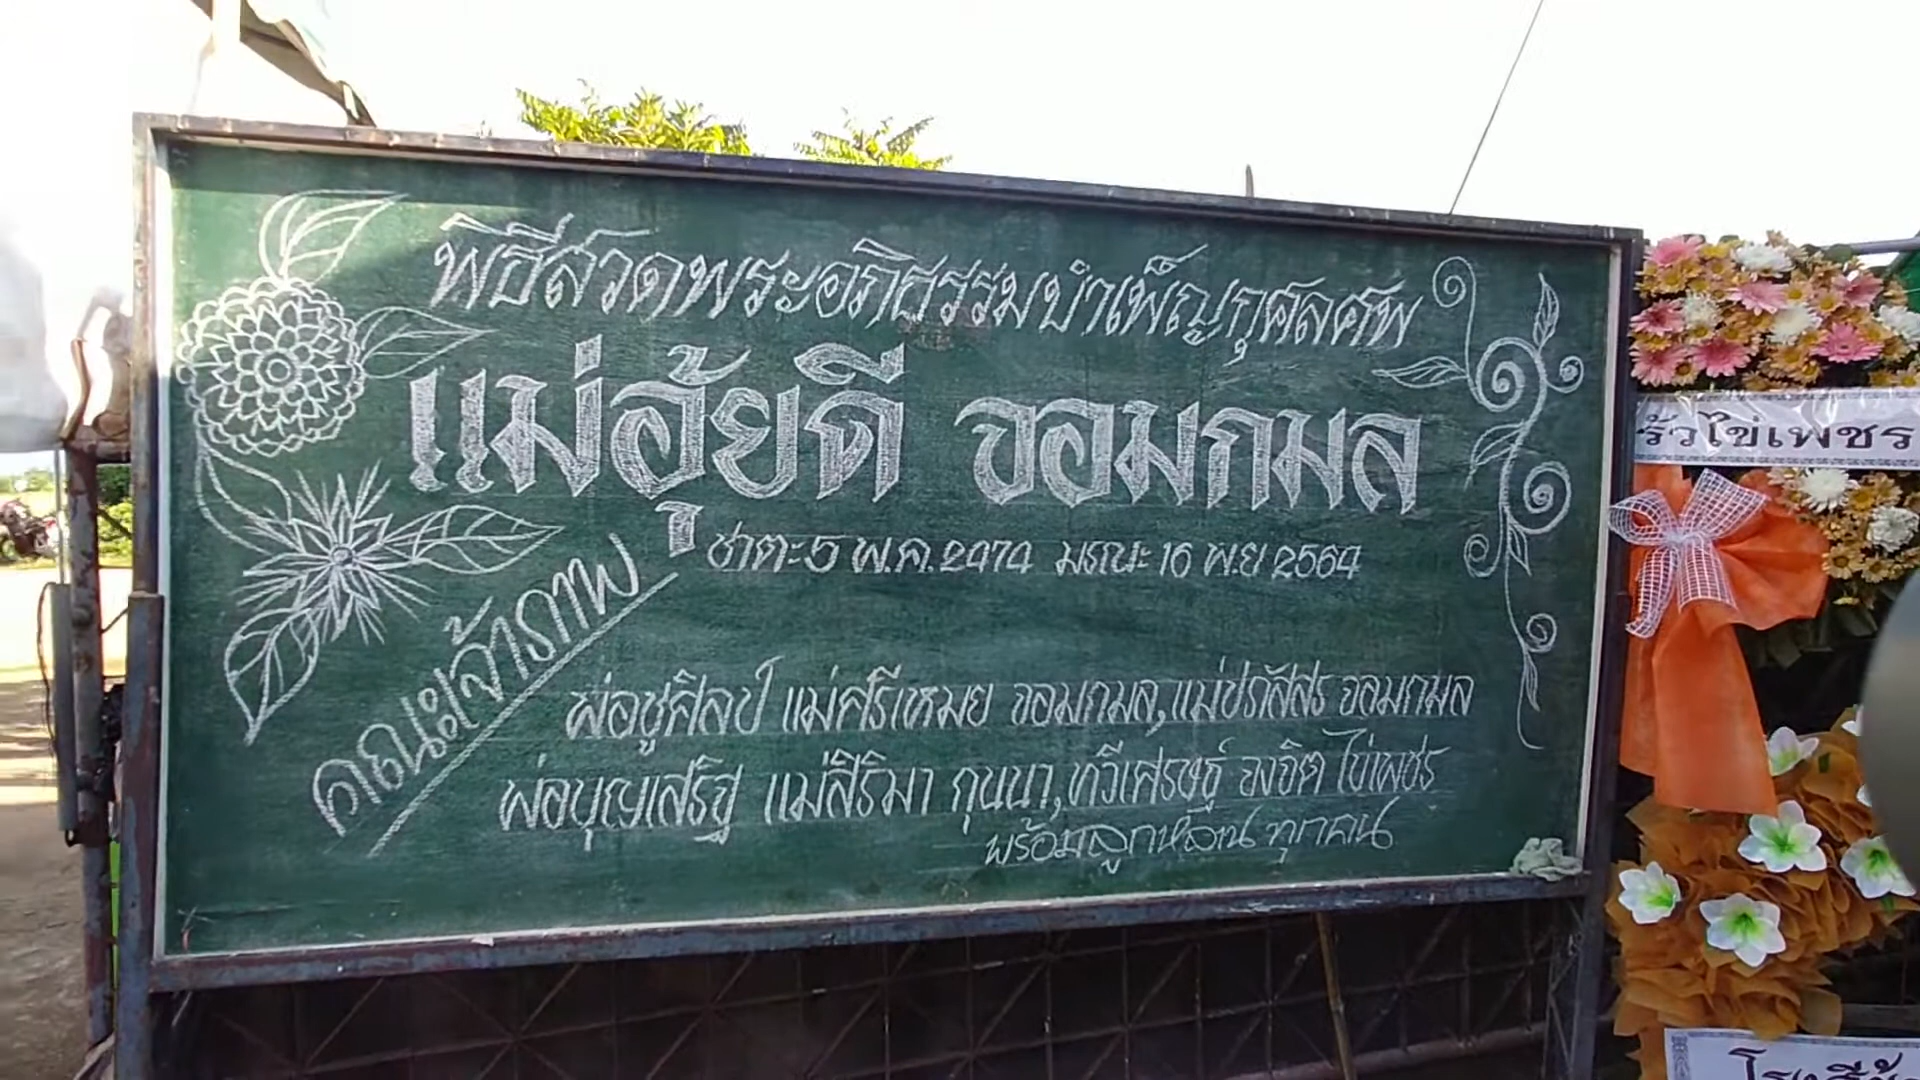 พิธีสวดพระอภิธรรมบำเพ็ญกุศลศพ
แม่อุ้ยดี จอมกมล
ชาตะ 5 พ.ค. 2474 มรณะ 16 พ.ย 2564
คณะเจ้าภาพ
พ่อชูศิลป์ แม่ศรีเหมย จอมกมล, แม่ปภัสสร จอมกมล
พ่อบุญเสริฐ แม่สิริมา กุนนา, ทวีเศรษฐ์ จงจิต ไข่เพชร
พร้อมลูกหลาน ทุกคน
รัวไข่เพชร